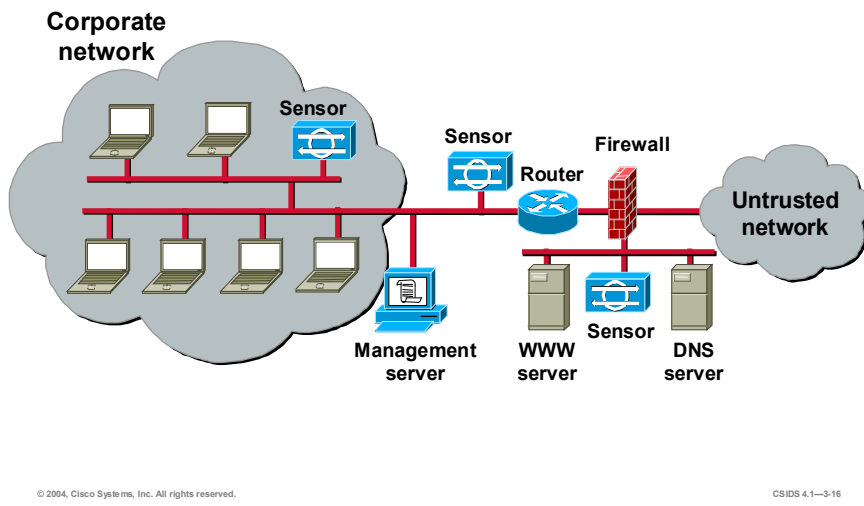 Corporate
network
Sensor
Sensor
Firewall
Router
Untrusted
network
Management
server
WWW
server
Sensor
DNS
server
© 2004, Cisco Systems, Inc. All rights reserved.
CSIDS 4.1—3-16